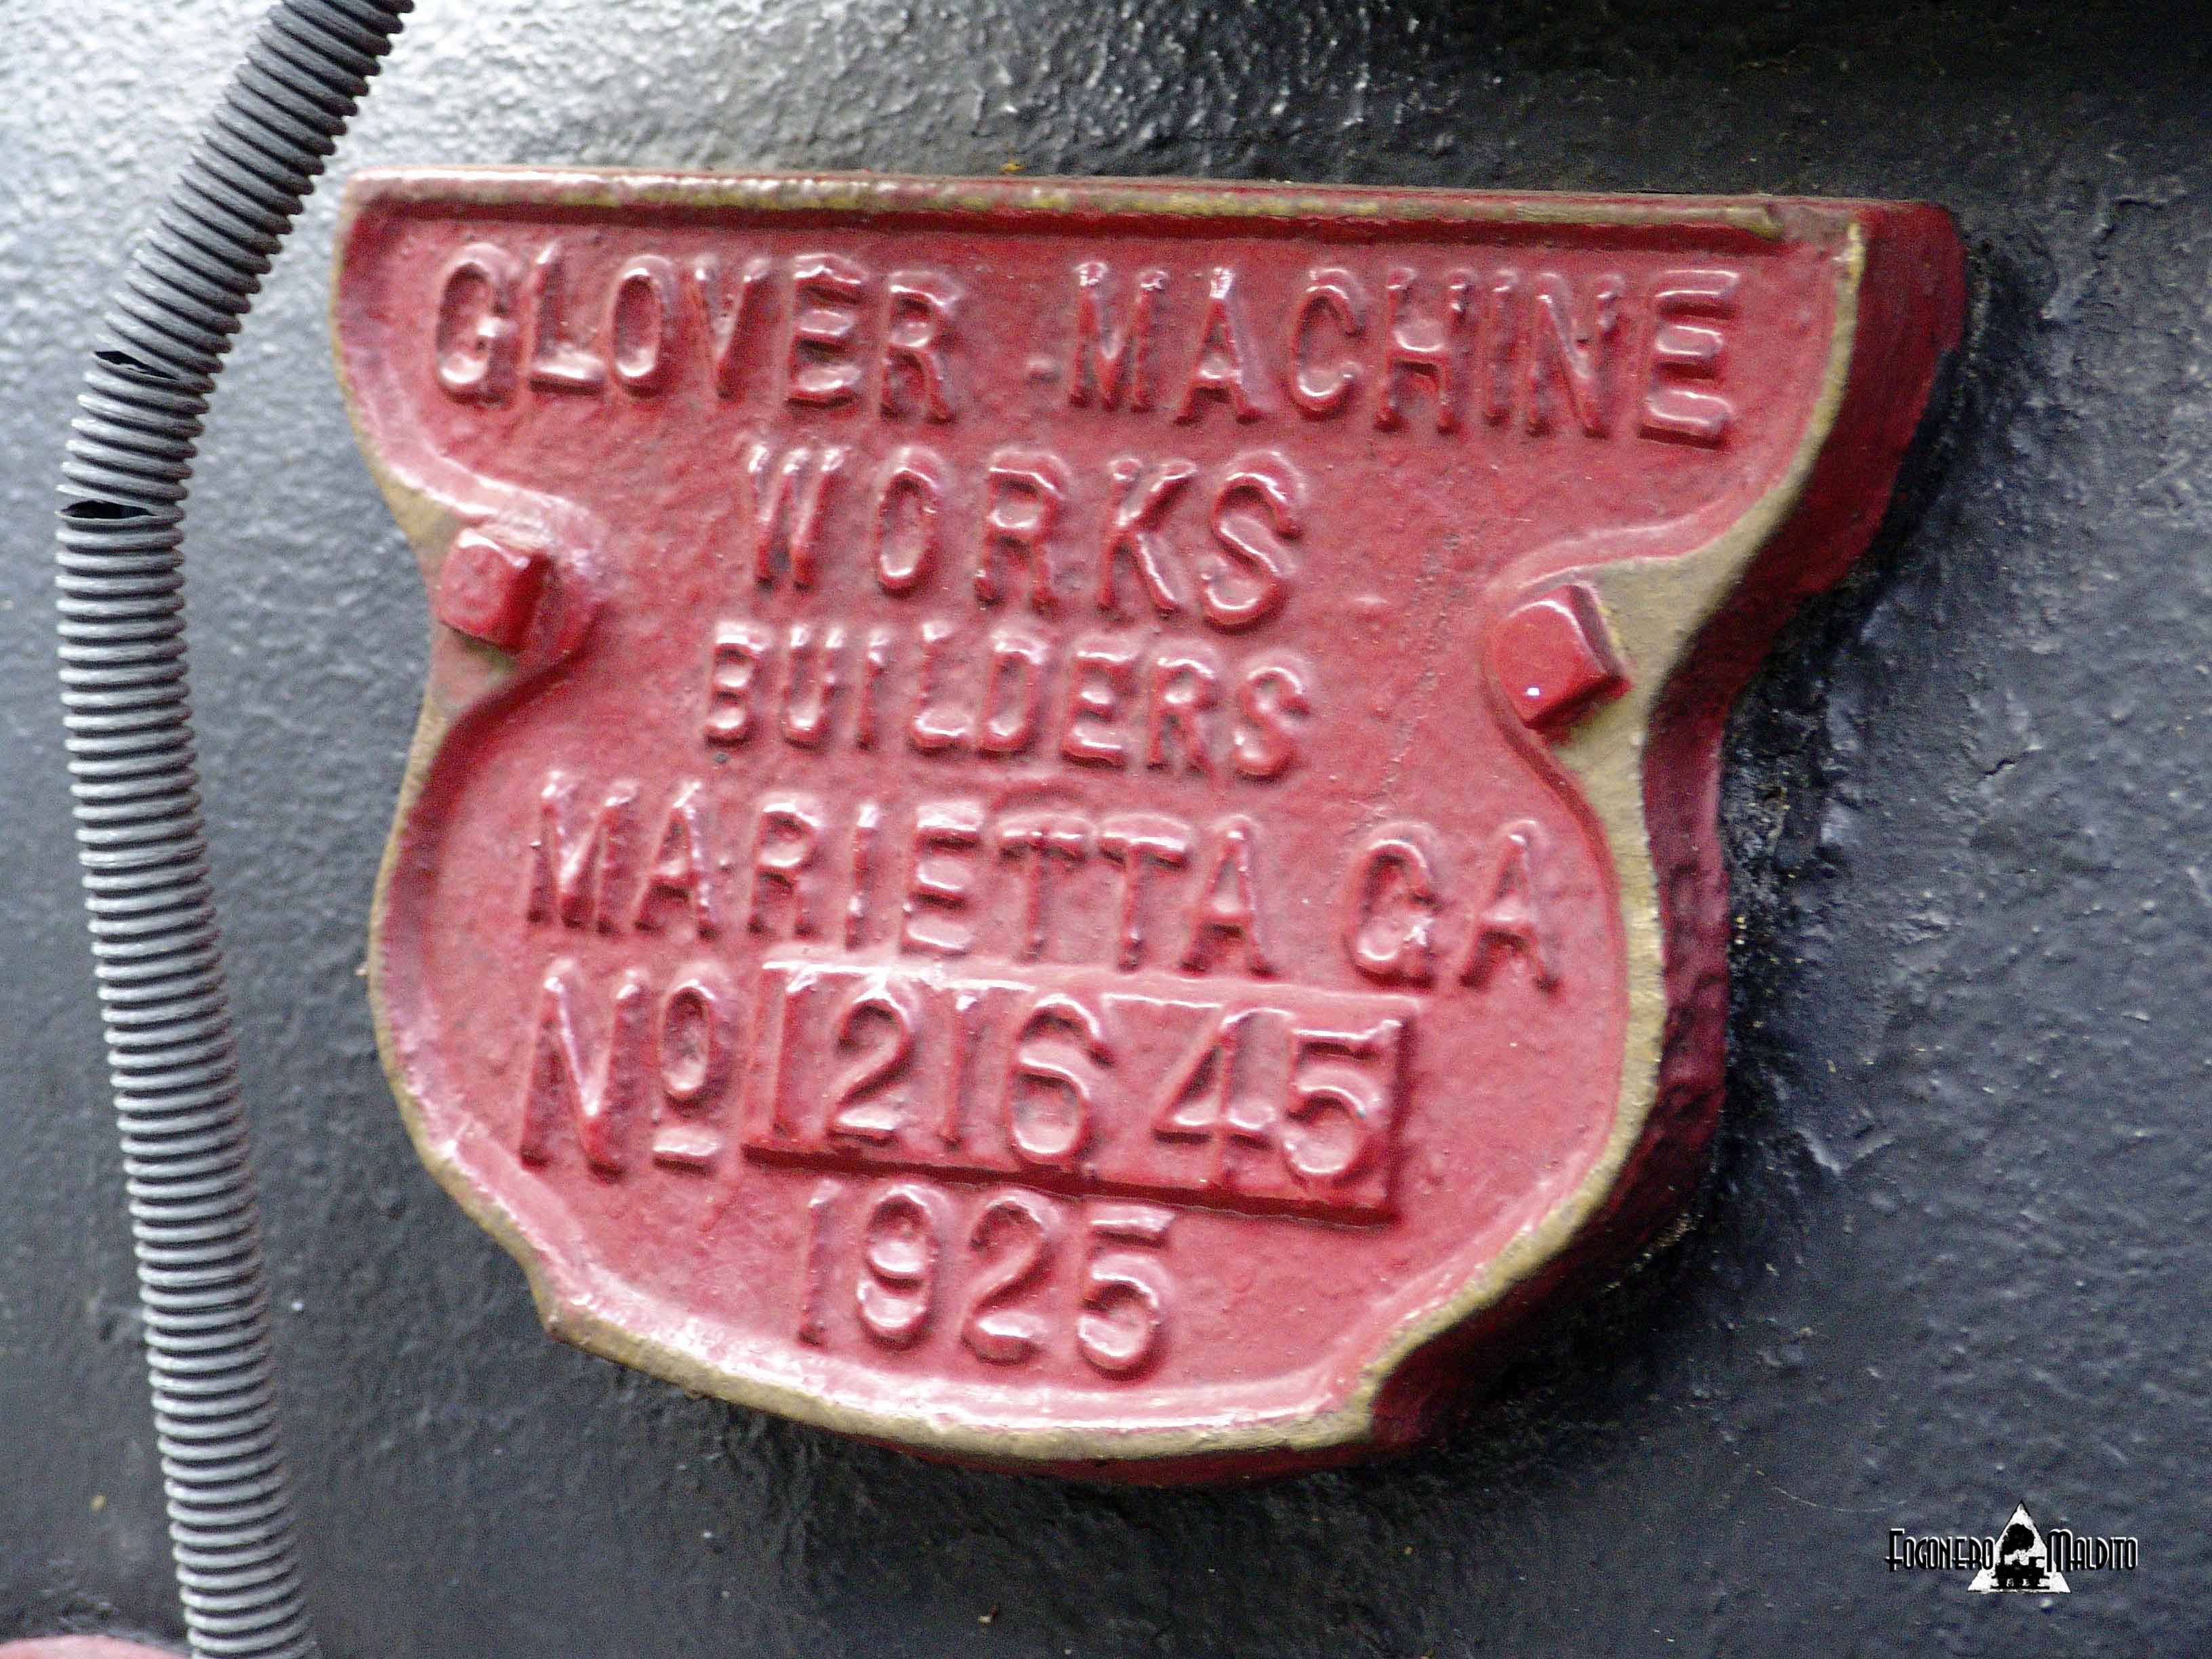 GLOVER MACHINE
WORKS
BUILDERS
MARIETTA GA
Nº 121645
1925
FOGONERO MALDITO